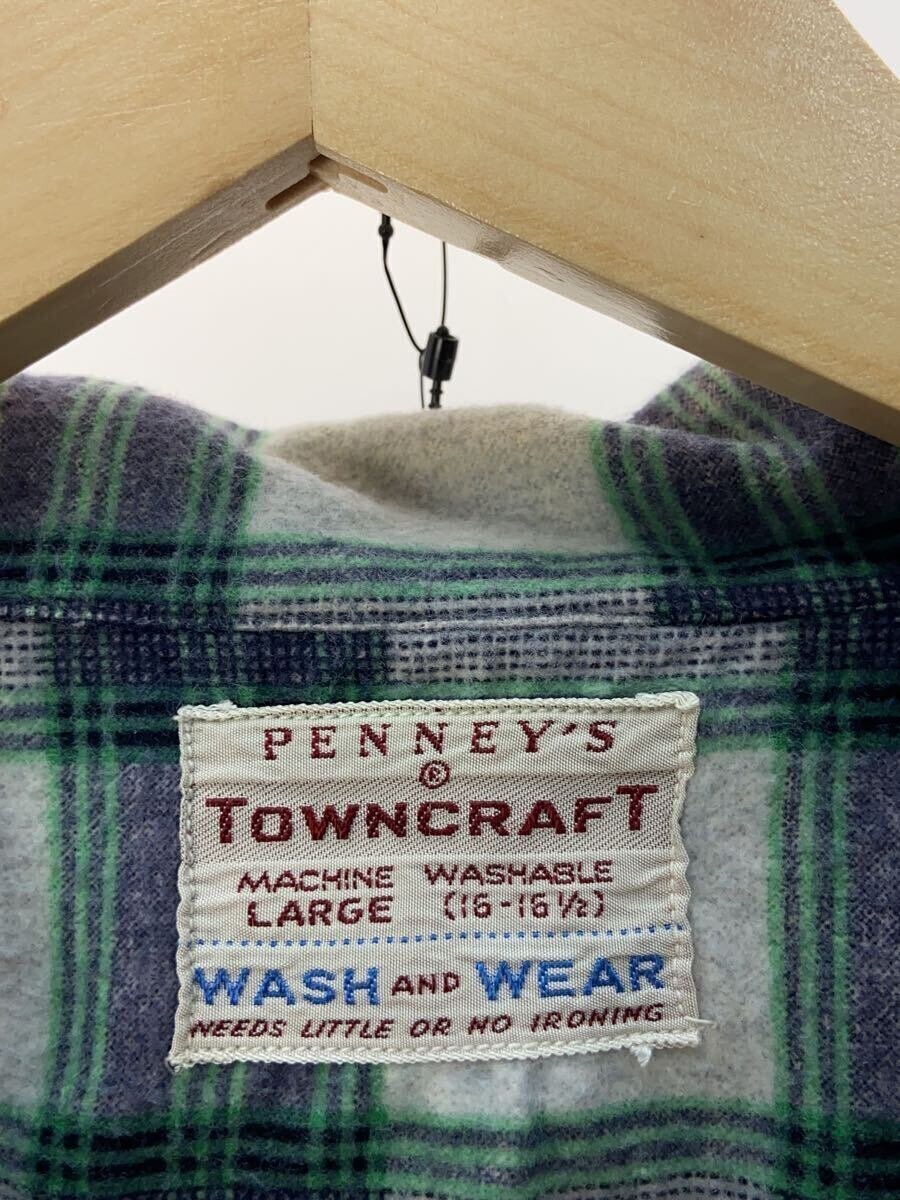 PENNEY'S
®
TOWNCRAFT
MACHINE WASHABLE
LARGE (16-16½)
WASH AND WEAR
NEEDS LITTLE OR NO IRONING